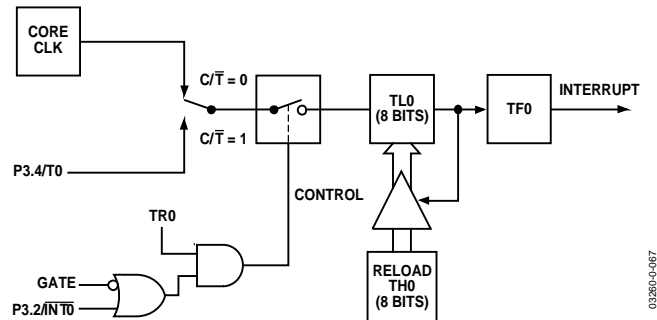 CORE
CLK
C/T̅ = 0
C/T̅ = 1
P3.4/T0
TL0
(8 BITS)
TF0
INTERRUPT
CONTROL
TR0
GATE
P3.2/I̅N̅T̅0̅
RELOAD
TH0
(8 BITS)
03260-0-067